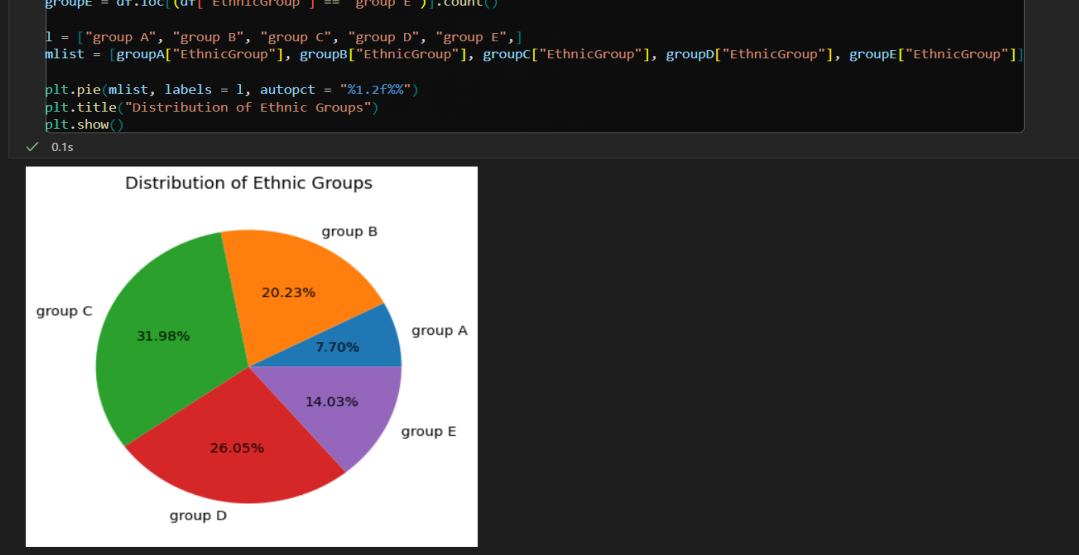 groupE = df.loc[(df["EthnicGroup"] == "group E")].count()
l = ["group A", "group B", "group C", "group D", "group E",]
mlist = [groupA["EthnicGroup"], groupB["EthnicGroup"], groupC["EthnicGroup"], groupD["EthnicGroup"], groupE["EthnicGroup"]]
plt.pie(mlist, labels = l, autopct = "%1.2f%%")
plt.title("Distribution of Ethnic Groups")
plt.show()
0.1s
Distribution of Ethnic Groups
group B
20.23%
group C
group A
31.98%
7.70%
14.03%
group E
26.05%
group D